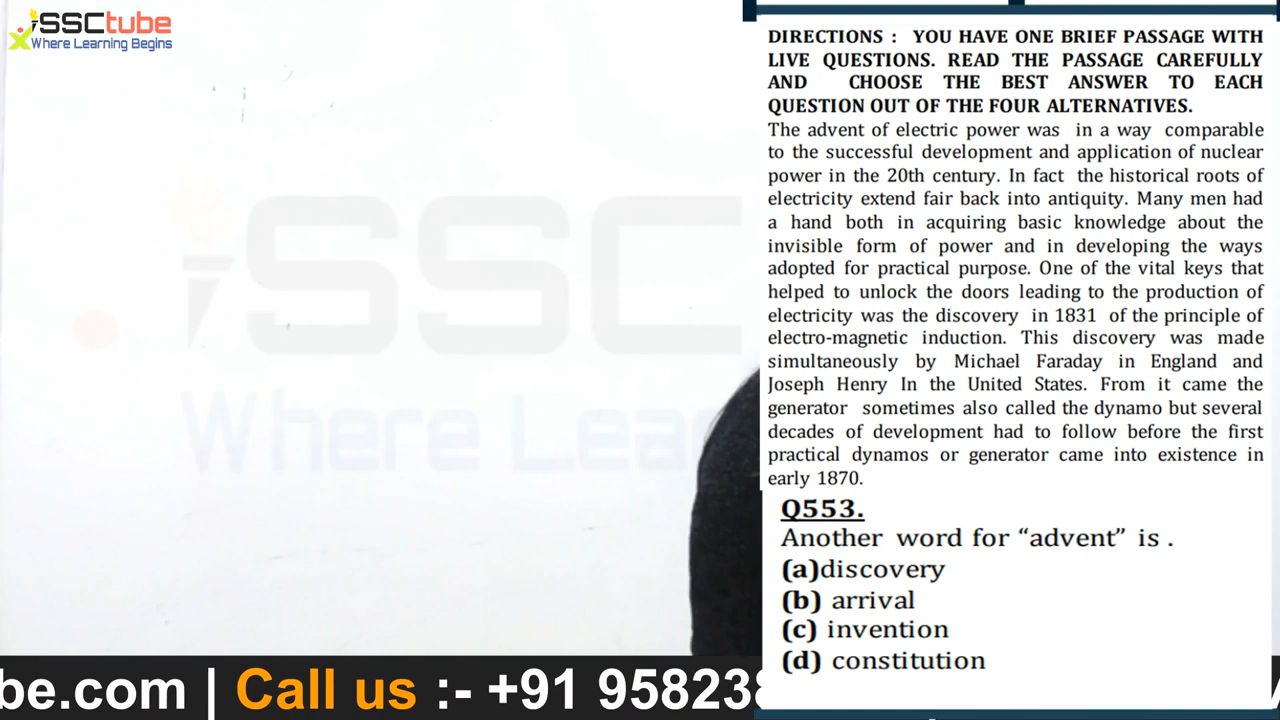 iSSCtube
Where Learning Begins
DIRECTIONS : YOU HAVE ONE BRIEF PASSAGE WITH
LIVE QUESTIONS. READ THE PASSAGE CAREFULLY
AND CHOOSE THE BEST ANSWER TO EACH
QUESTION OUT OF THE FOUR ALTERNATIVES.
The advent of electric power was in a way comparable
to the successful development and application of nuclear
power in the 20th century. In fact the historical roots of
electricity extend fair back into antiquity. Many men had
a hand both in acquiring basic knowledge about the
invisible form of power and in developing the ways
adopted for practical purpose. One of the vital keys that
helped to unlock the doors leading to the production of
electricity was the discovery in 1831 of the principle of
electro-magnetic induction. This discovery was made
simultaneously by Michael Faraday in England and
Joseph Henry In the United States. From it came the
generator sometimes also called the dynamo but several
decades of development had to follow before the first
practical dynamos or generator came into existence in
early 1870.
Q553.
Another word for “advent” is .
(a)discovery
(b) arrival
(c) invention
(d) constitution
iSSC
Where Lea
be.com | Call us :- +91 95823